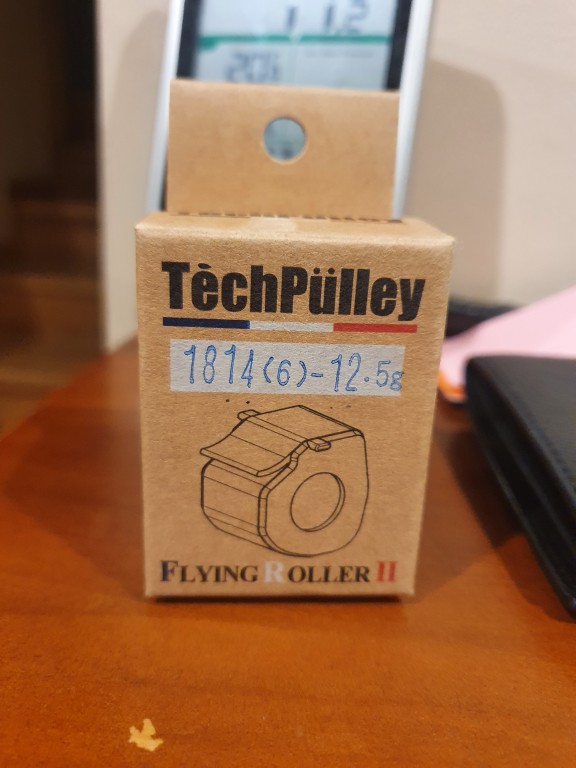 TèchPülley
1814(6)-12.5g
FLYING ROLLER II